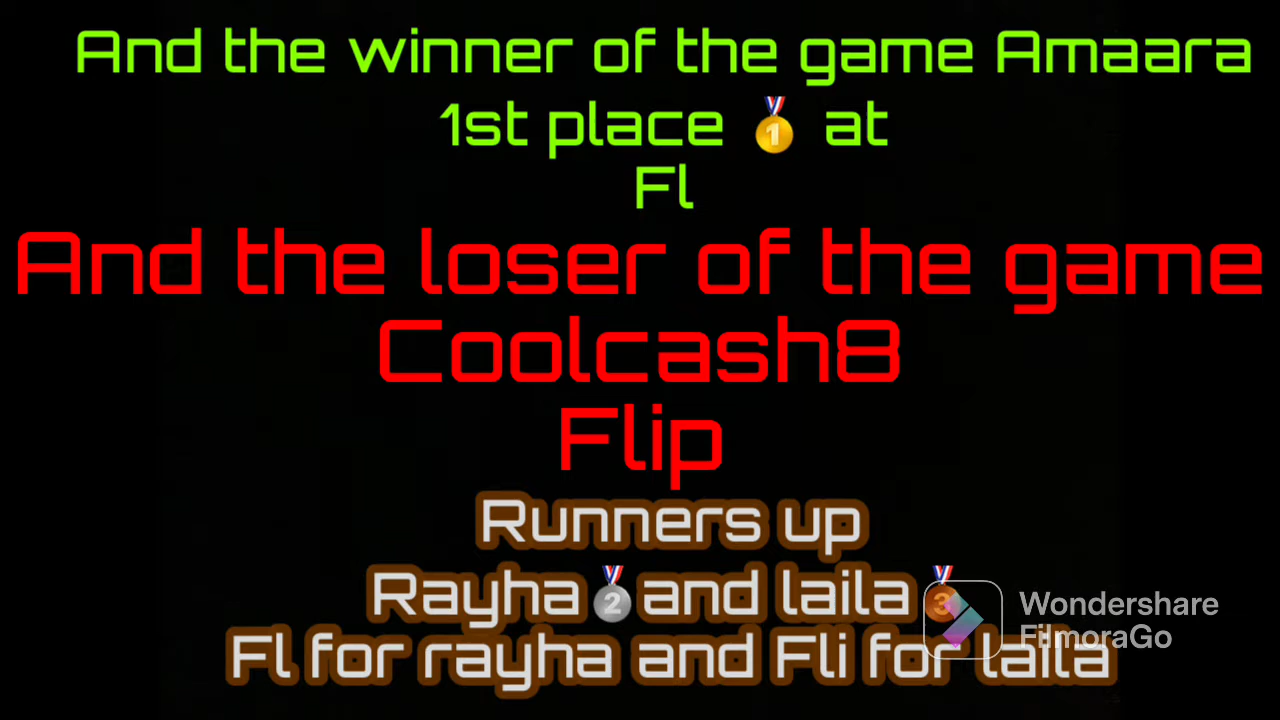 And the winner of the game Amaara
1st place 🥇 at
Fl
And the loser of the game
Coolcash8
Flip
Runners up
Rayha🥈and laila🥉
Fl for rayha and Fli for laila
Wondershare
FilmoraGo